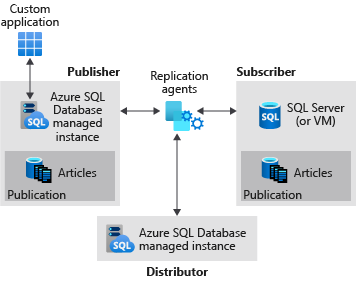 Custom
application
Publisher
Replication
agents
Subscriber
Azure SQL
Database
managed
instance
SQL
SQL
SQL Server
(or VM)
Articles
Publication
Articles
Publication
SQL
Azure SQL Database
managed instance
Distributor